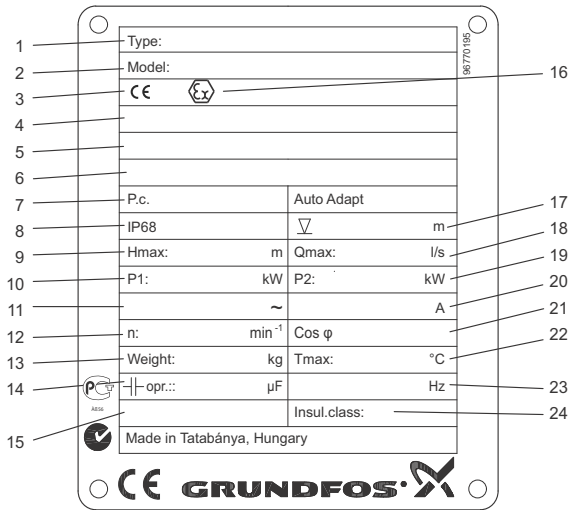 1 Type:
96770195
2 Model:
3 CE Ex 16
4
5
6
7 P.c. Auto Adapt
8 IP68 m 17
9 Hmax: m Qmax: l/s 18
10 P1: kW P2: kW 19
11 ~ A 20
12 n: min⁻¹ Cos φ 21
13 Weight: kg Tmax: °C 22
14 opr.:: µF Hz 23
15 Insul.class: 24
Made in Tatabánya, Hungary
CE GRUNDFOS